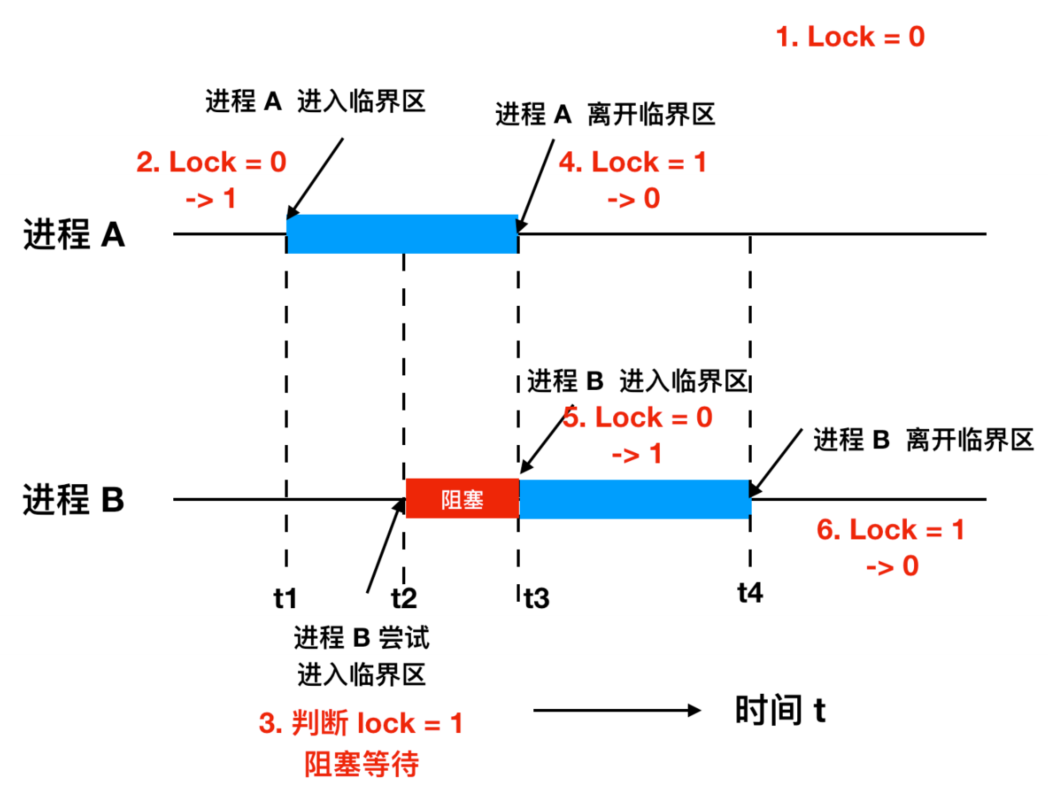 1. Lock = 0
进程 A 进入临界区
进程 A 离开临界区
2. Lock = 0
-> 1
4. Lock = 1
-> 0
进程 A
进程 B 进入临界区
5. Lock = 0
-> 1
进程 B 离开临界区
进程 B
阻塞
6. Lock = 1
-> 0
t1
t2
t3
t4
进程 B 尝试
进入临界区
3. 判断 lock = 1
阻塞等待
时间 t